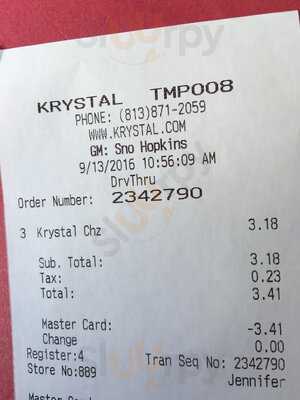 KRYSTAL TMP008
PHONE: (813)871-2059
WWW.KRYSTAL.COM
GM: Sno Hopkins
9/13/2016 10:56:09 AM
DrvThru
Order Number: 2342790
3 Krystal Chz 3.18
Sub. Total: 3.18
Tax: 0.23
Total: 3.41
Master Card: -3.41
Change 0.00
Register:4 Tran Seq No: 2342790
Store No:889 Jennifer